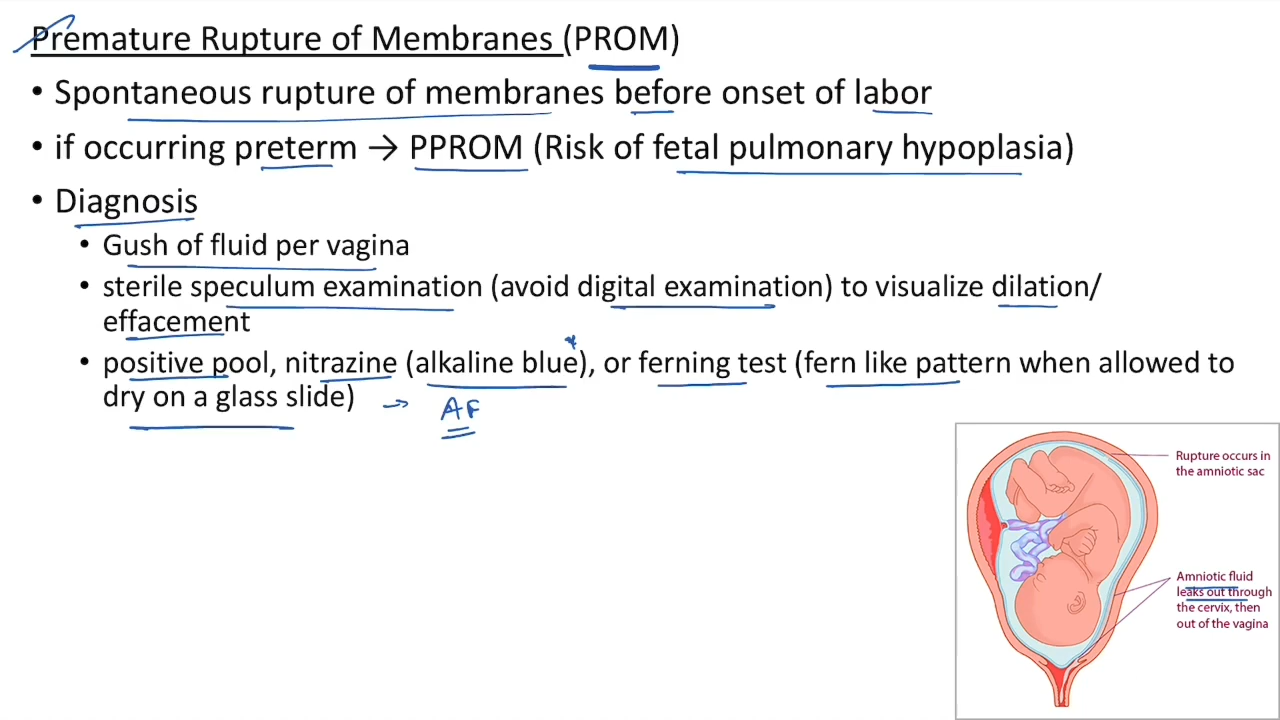 Premature Rupture of Membranes (PROM)
• Spontaneous rupture of membranes before onset of labor
• if occurring preterm → PPROM (Risk of fetal pulmonary hypoplasia)
• Diagnosis
• Gush of fluid per vagina
• sterile speculum examination (avoid digital examination) to visualize dilation/
effacement
• positive pool, nitrazine (alkaline blue), or ferning test (fern like pattern when allowed to
dry on a glass slide) → AF
Rupture occurs in
the amniotic sac
Amniotic fluid
leaks out through
the cervix, then
out of the vagina